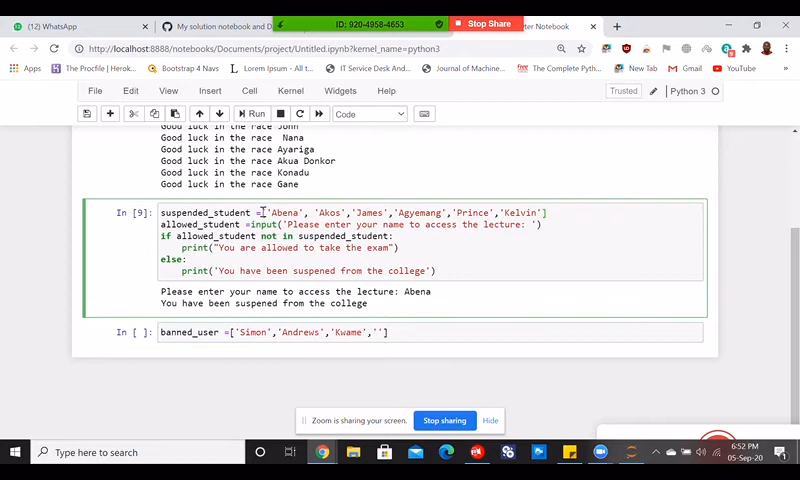 (12) WhatsApp
My solution notebook and D
ID: 920-4958-4653
Stop Share
ter Notebook
http://localhost:8888/notebooks/Documents/project/Untitled.ipynb?kernel_name=python3
Apps
The Procfile | Herok...
Bootstrap 4 Navs
Lorem Ipsum - All t...
IT Service Desk And...
Journal of Machine...
free The Complete Pyth...
New Tab
Gmail
YouTube
File Edit View Insert Cell Kernel Widgets Help
Trusted
Python 3
Run
Code
Good luck in the race John
Good luck in the race  Nana
Good luck in the race Ayariga
Good luck in the race Akua Donkor
Good luck in the race Konadu
Good luck in the race Gane
In [9]: suspended_student =['Abena', 'Akos','James','Agyemang','Prince','Kelvin']
allowed_student =input('Please enter your name to access the lecture: ')
if allowed_student not in suspended_student:
print("You are allowed to take the exam")
else:
print('You have been suspened from the college')
Please enter your name to access the lecture: Abena
You have been suspened from the college
In [ ]: banned_user =['Simon','Andrews','Kwame','']
Zoom is sharing your screen.
Stop sharing
Hide
Type here to search
6:52 PM
05-Sep-20